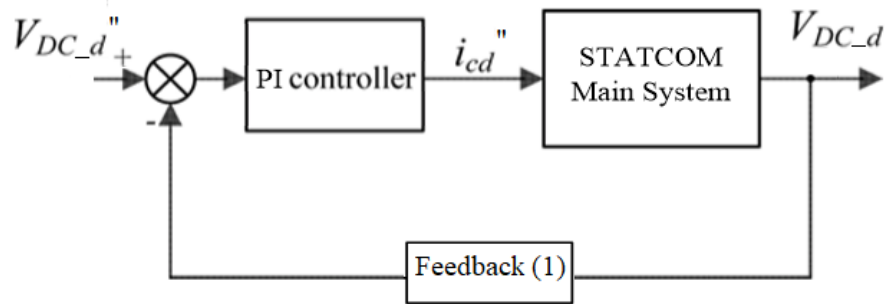 V_DC_d" +
PI controller
i_cd"
STATCOM
Main System
V_DC_d
-
Feedback (1)